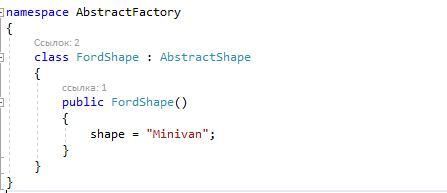 namespace AbstractFactory
{
Ссылок: 2
class FordShape : AbstractShape
{
ссылка: 1
public FordShape()
{
shape = "Minivan";
}
}
}